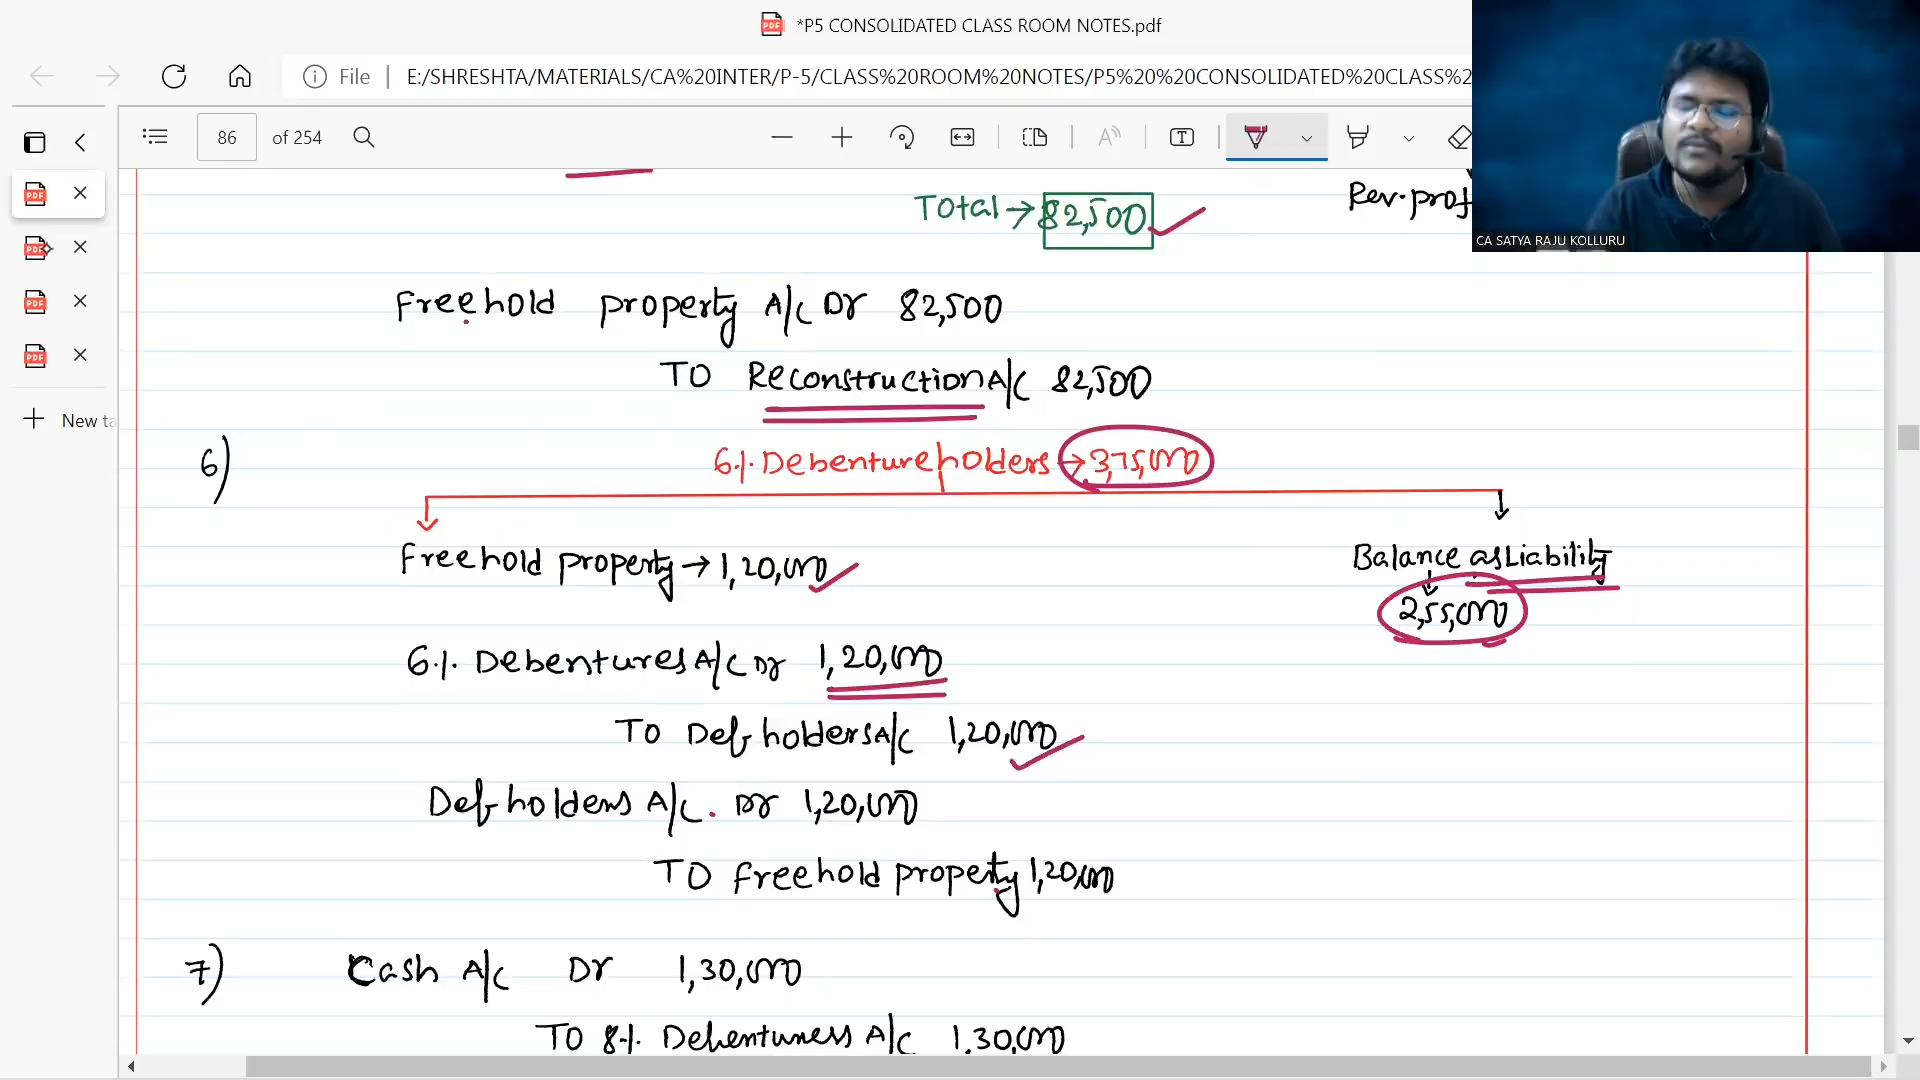 *P5 CONSOLIDATED CLASS ROOM NOTES.pdf
File | E:/SHRESHTA/MATERIALS/CA%20INTER/P-5/CLASS%20ROOM%20NOTES/P5%20%20CONSOLIDATED%20CLASS%2
86 of 254
CA SATYA RAJU KOLLURU
New ta
Total → 82,500
Rev. prof
Freehold property A/C Dr 82,500
TO Reconstruction A/C 82,500
6)
6% Debentureholders → 3,75,000
Freehold property → 1,20,000
Balance as Liability
2,55,000
6% Debentures A/C Dr 1,20,000
TO Deb-holders A/C 1,20,000
Deb-holders A/C. Dr 1,20,000
TO freehold property 1,20,000
7) Cash A/C Dr 1,30,000
TO 8% Debentures A/C 1,30,000